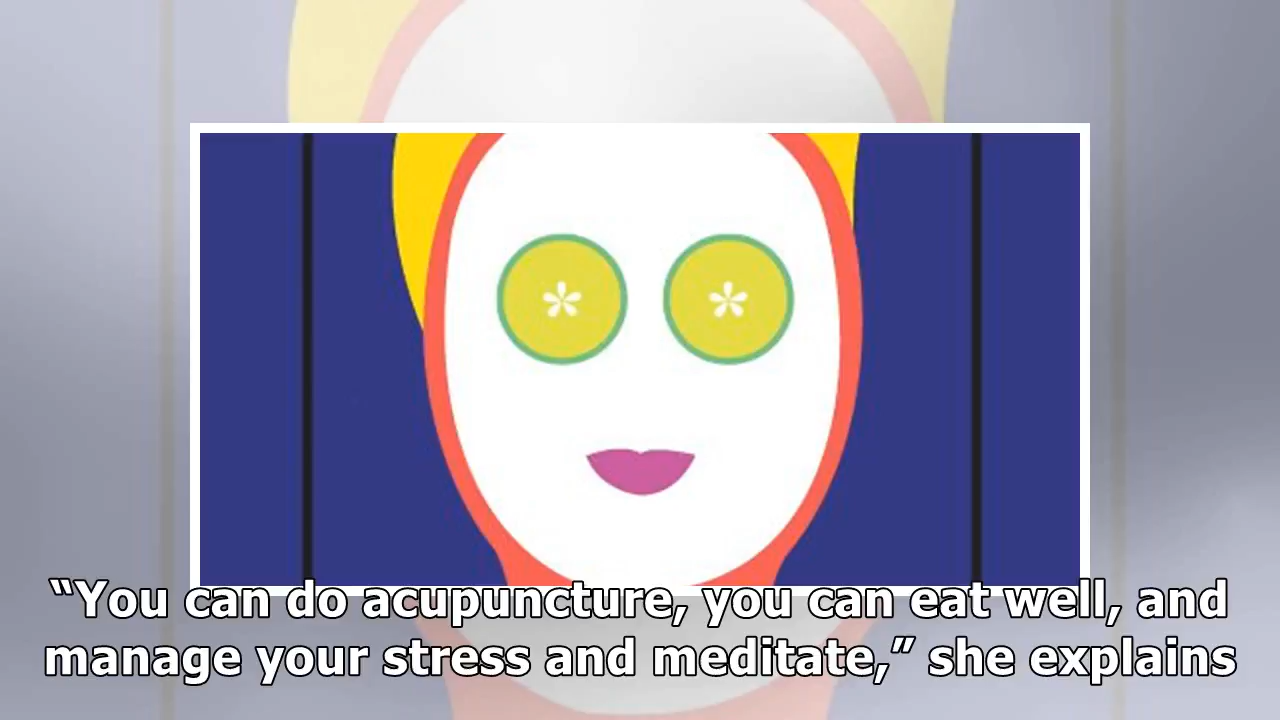 “You can do acupuncture, you can eat well, and
manage your stress and meditate,” she explains